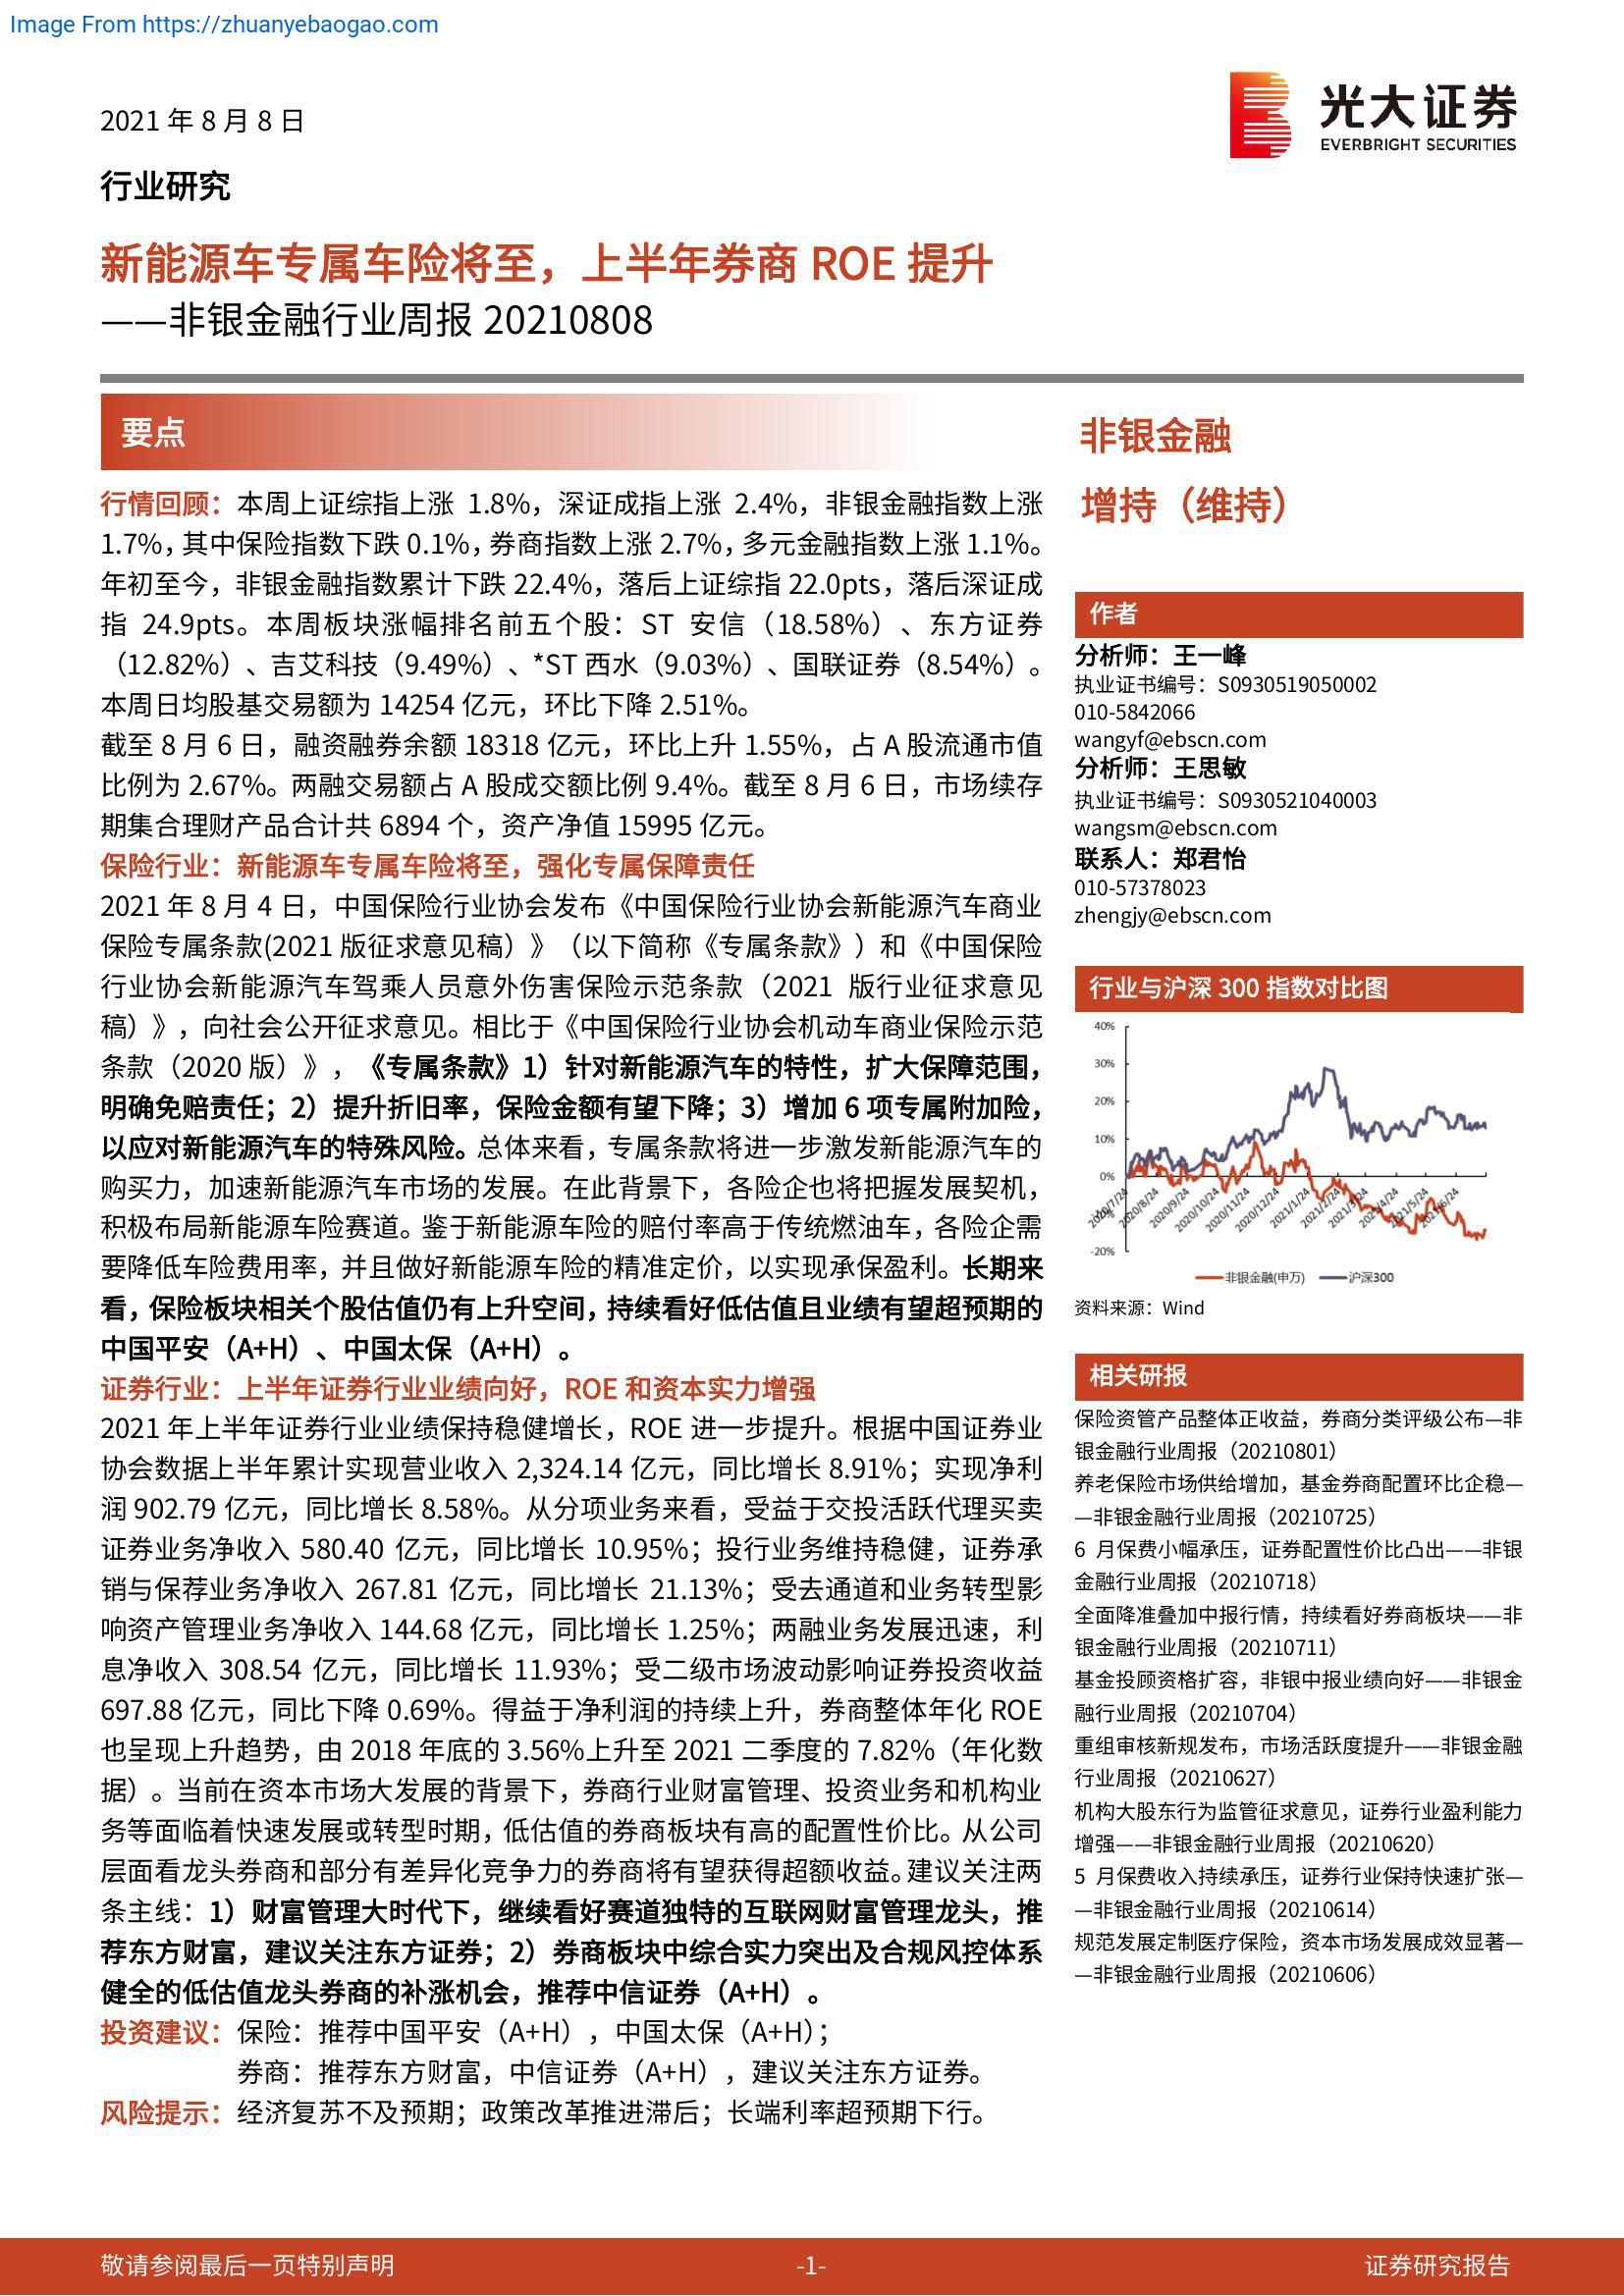 Image From https://zhuanyebaogao.com
2021 年 8 月 8 日
光大证券
EVERBRIGHT SECURITIES
行业研究
新能源车专属车险将至，上半年券商 ROE 提升
——非银金融行业周报 20210808
要点
行情回顾：本周上证综指上涨 1.8%，深证成指上涨 2.4%，非银金融指数上涨
1.7%，其中保险指数下跌 0.1%，券商指数上涨 2.7%，多元金融指数上涨 1.1%。
年初至今，非银金融指数累计下跌 22.4%，落后上证综指 22.0pts，落后深证成
指 24.9pts。本周板块涨幅排名前五个股：ST 安信（18.58%）、东方证券
（12.82%）、吉艾科技（9.49%）、*ST 西水（9.03%）、国联证券（8.54%）。
本周日均股基交易额为 14254 亿元，环比下降 2.51%。
截至 8 月 6 日，融资融券余额 18318 亿元，环比上升 1.55%，占 A 股流通市值
比例为 2.67%。两融交易额占 A 股成交额比例 9.4%。截至 8 月 6 日，市场续存
期集合理财产品合计共 6894 个，资产净值 15995 亿元。
保险行业：新能源车专属车险将至，强化专属保障责任
2021 年 8 月 4 日，中国保险行业协会发布《中国保险行业协会新能源汽车商业
保险专属条款(2021 版征求意见稿）》（以下简称《专属条款》）和《中国保险
行业协会新能源汽车驾乘人员意外伤害保险示范条款（2021 版行业征求意见
稿）》，向社会公开征求意见。相比于《中国保险行业协会机动车商业保险示范
条款（2020 版）》，《专属条款》1）针对新能源汽车的特性，扩大保障范围，
明确免赔责任；2）提升折旧率，保险金额有望下降；3）增加 6 项专属附加险，
以应对新能源汽车的特殊风险。总体来看，专属条款将进一步激发新能源汽车的
购买力，加速新能源汽车市场的发展。在此背景下，各险企也将把握发展契机，
积极布局新能源车险赛道。鉴于新能源车险的赔付率高于传统燃油车，各险企需
要降低车险费用率，并且做好新能源车险的精准定价，以实现承保盈利。长期来
看，保险板块相关个股估值仍有上升空间，持续看好低估值且业绩有望超预期的
中国平安（A+H）、中国太保（A+H）。
证券行业：上半年证券行业业绩向好，ROE 和资本实力增强
2021 年上半年证券行业业绩保持稳健增长，ROE 进一步提升。根据中国证券业
协会数据上半年累计实现营业收入 2,324.14 亿元，同比增长 8.91%；实现净利
润 902.79 亿元，同比增长 8.58%。从分项业务来看，受益于交投活跃代理买卖
证券业务净收入 580.40 亿元，同比增长 10.95%；投行业务维持稳健，证券承
销与保荐业务净收入 267.81 亿元，同比增长 21.13%；受去通道和业务转型影
响资产管理业务净收入 144.68 亿元，同比增长 1.25%；两融业务发展迅速，利
息净收入 308.54 亿元，同比增长 11.93%；受二级市场波动影响证券投资收益
697.88 亿元，同比下降 0.69%。得益于净利润的持续上升，券商整体年化 ROE
也呈现上升趋势，由 2018 年底的 3.56%上升至 2021 二季度的 7.82%（年化数
据）。当前在资本市场大发展的背景下，券商行业财富管理、投资业务和机构业
务等面临着快速发展或转型时期，低估值的券商板块有高的配置性价比。从公司
层面看龙头券商和部分有差异化竞争力的券商将有望获得超额收益。建议关注两
条主线：1）财富管理大时代下，继续看好赛道独特的互联网财富管理龙头，推
荐东方财富，建议关注东方证券；2）券商板块中综合实力突出及合规风控体系
健全的低估值龙头券商的补涨机会，推荐中信证券（A+H）。
投资建议：保险：推荐中国平安（A+H），中国太保（A+H）；
券商：推荐东方财富，中信证券（A+H），建议关注东方证券。
风险提示：经济复苏不及预期；政策改革推进滞后；长端利率超预期下行。
非银金融
增持（维持）
作者
分析师：王一峰
执业证书编号：S0930519050002
010-5842066
wangyf@ebscn.com
分析师：王思敏
执业证书编号：S0930521040003
wangsm@ebscn.com
联系人：郑君怡
010-57378023
zhengjy@ebscn.com
行业与沪深 300 指数对比图
40%
30%
20%
10%
0%
-10%
-20%
2020/7/24
2020/8/24
2020/9/24
2020/10/24
2020/11/24
2020/12/24
2021/1/24
2021/2/24
2021/3/24
2021/4/24
2021/5/24
2021/6/24
非银金融(申万)
沪深300
资料来源：Wind
相关研报
保险资管产品整体正收益，券商分类评级公布—非
银金融行业周报（20210801）
养老保险市场供给增加，基金券商配置环比企稳—
—非银金融行业周报（20210725）
6 月保费小幅承压，证券配置性价比凸出——非银
金融行业周报（20210718）
全面降准叠加中报行情，持续看好券商板块——非
银金融行业周报（20210711）
基金投顾资格扩容，非银中报业绩向好——非银金
融行业周报（20210704）
重组审核新规发布，市场活跃度提升——非银金融
行业周报（20210627）
机构大股东行为监管征求意见，证券行业盈利能力
增强——非银金融行业周报（20210620）
5 月保费收入持续承压，证券行业保持快速扩张—
—非银金融行业周报（20210614）
规范发展定制医疗保险，资本市场发展成效显著—
—非银金融行业周报（20210606）
敬请参阅最后一页特别声明
-1-
证券研究报告